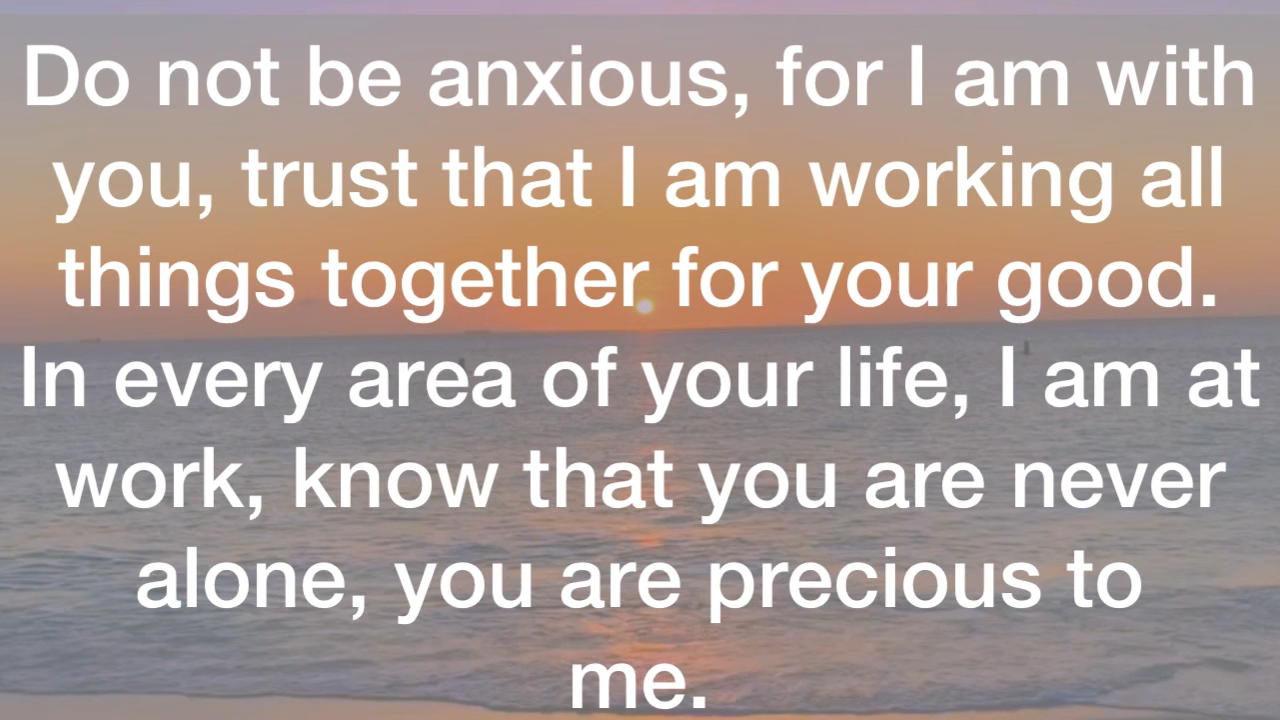 Do not be anxious, for I am with
you, trust that I am working all
things together for your good.
In every area of your life, I am at
work, know that you are never
alone, you are precious to
me.